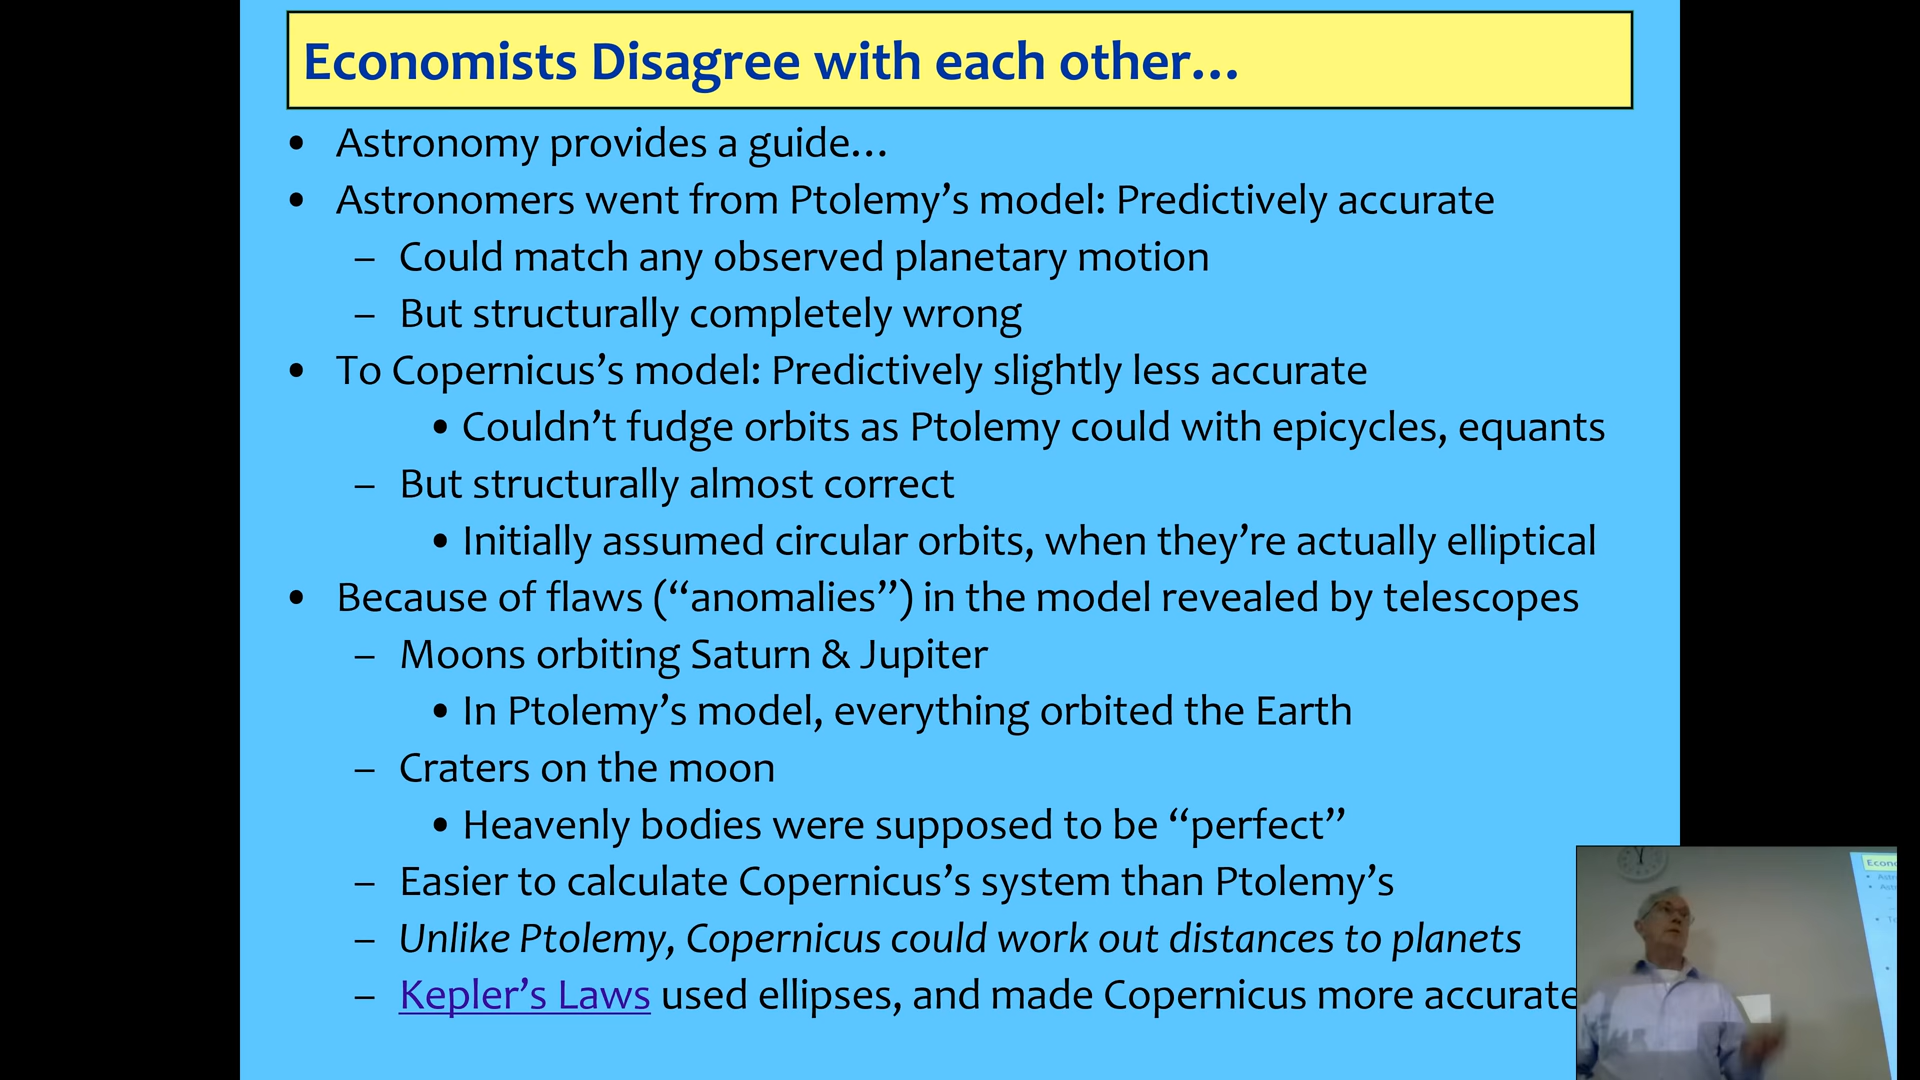 Economists Disagree with each other…
• Astronomy provides a guide…
• Astronomers went from Ptolemy’s model: Predictively accurate
– Could match any observed planetary motion
– But structurally completely wrong
• To Copernicus’s model: Predictively slightly less accurate
• Couldn’t fudge orbits as Ptolemy could with epicycles, equants
– But structurally almost correct
• Initially assumed circular orbits, when they’re actually elliptical
• Because of flaws (“anomalies”) in the model revealed by telescopes
– Moons orbiting Saturn & Jupiter
• In Ptolemy’s model, everything orbited the Earth
– Craters on the moon
• Heavenly bodies were supposed to be “perfect”
– Easier to calculate Copernicus’s system than Ptolemy’s
– Unlike Ptolemy, Copernicus could work out distances to planets
– Kepler’s Laws used ellipses, and made Copernicus more accurate